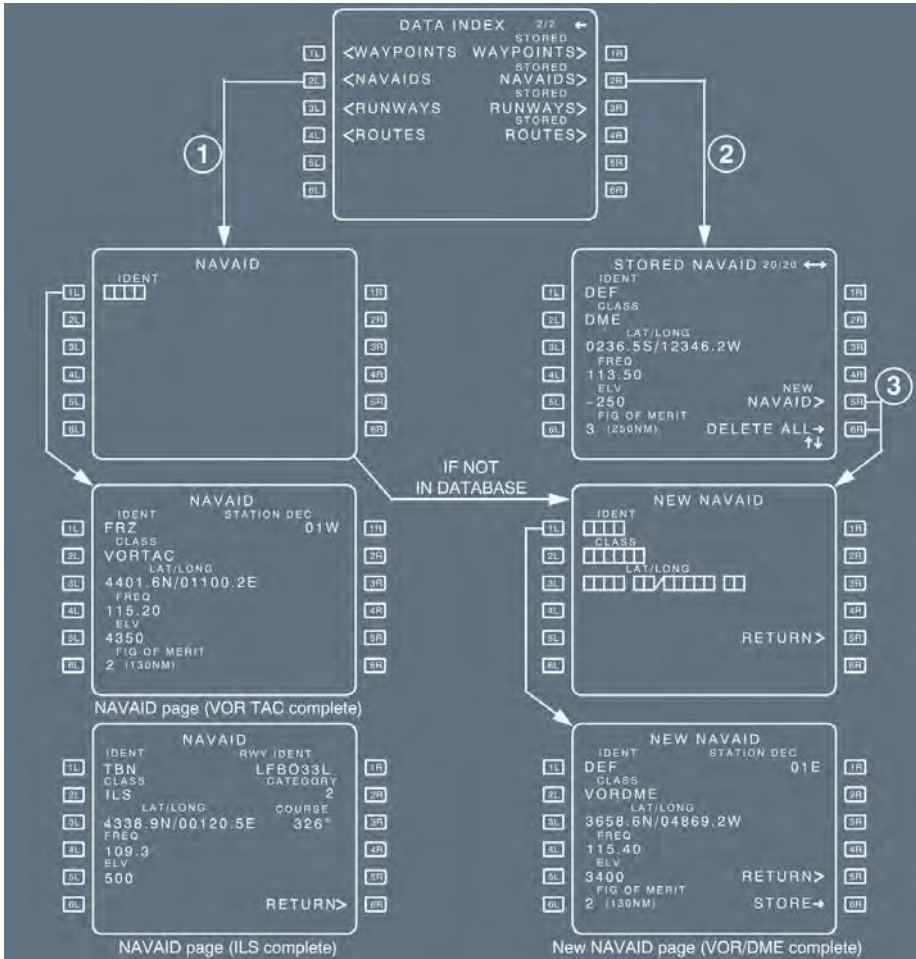 DATA INDEX 2/2 ←
STORED
1L <WAYPOINTS WAYPOINTS> 1R
STORED
2L <NAVAIDS NAVAIDS> 2R
STORED
3L <RUNWAYS RUNWAYS> 3R
STORED
4L <ROUTES ROUTES> 4R
5L 5R
6L 6R
1
2
NAVAID
IDENT
1L 1R
2L 2R
3L 3R
4L 4R
5L 5R
6L 6R
STORED NAVAID 20/20 ↔
IDENT
1L DEF 1R
CLASS
2L DME 2R
LAT/LONG
3L 0236.5S/12346.2W 3R
FREQ
4L 113.50 4R
ELV NEW
5L -250 NAVAID> 5R
FIG OF MERIT
6L 3 (250NM) DELETE ALL→ 6R
↑↓
3
IF NOT
IN DATABASE
NAVAID
IDENT STATION DEC
1L FRZ 01W 1R
CLASS
2L VORTAC 2R
LAT/LONG
3L 4401.6N/01100.2E 3R
FREQ
4L 115.20 4R
ELV
5L 4350 5R
FIG OF MERIT
6L 2 (130NM) 6R
NAVAID page (VOR TAC complete)
NEW NAVAID
IDENT
1L 1R
CLASS
2L 2R
LAT/LONG
3L / 3R
4L 4R
5L RETURN> 5R
6L 6R
NAVAID
IDENT RWY IDENT
1L TBN LFBO33L 1R
CLASS CATEGORY
2L ILS 2 2R
LAT/LONG COURSE
3L 4338.9N/00120.5E 326° 3R
FREQ
4L 109.3 4R
ELV
5L 500 5R
6L RETURN> 6R
NAVAID page (ILS complete)
NEW NAVAID
IDENT STATION DEC
1L DEF 01E 1R
CLASS
2L VORDME 2R
LAT/LONG
3L 3658.6N/04869.2W 3R
FREQ
4L 115.40 4R
ELV
5L 3400 RETURN> 5R
FIG OF MERIT
6L 2 (130NM) STORE→ 6R
New NAVAID page (VOR/DME complete)